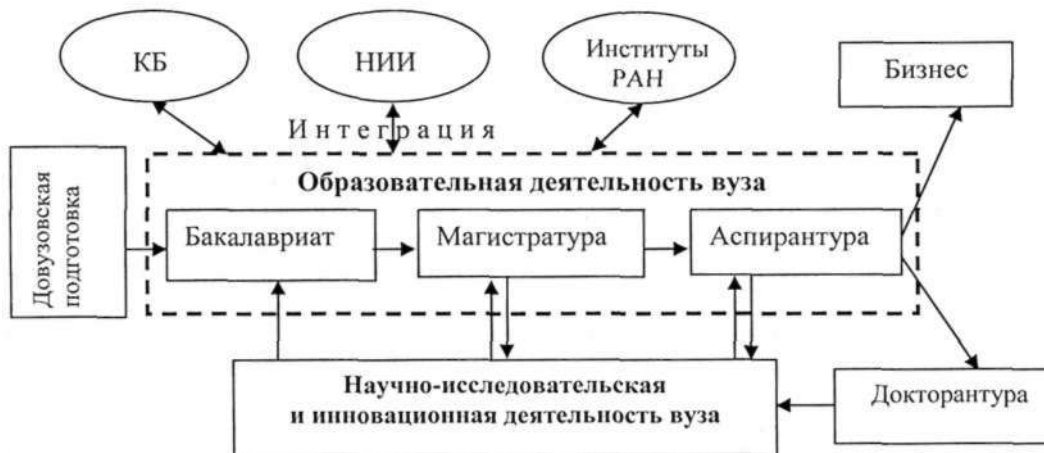 КБ
НИИ
Институты
РАН
Бизнес
Интеграция
Довузовская
подготовка
Образовательная деятельность вуза
Бакалавриат
Магистратура
Аспирантура
Научно-исследовательская
и инновационная деятельность вуза
Докторантура